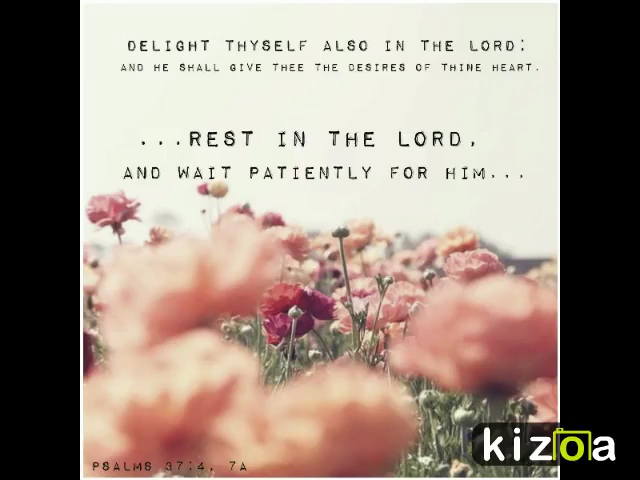 DELIGHT THYSELF ALSO IN THE LORD;
AND HE SHALL GIVE THEE THE DESIRES OF THINE HEART.
...REST IN THE LORD,
AND WAIT PATIENTLY FOR HIM...
PSALMS 37:4, 7A
kizoa